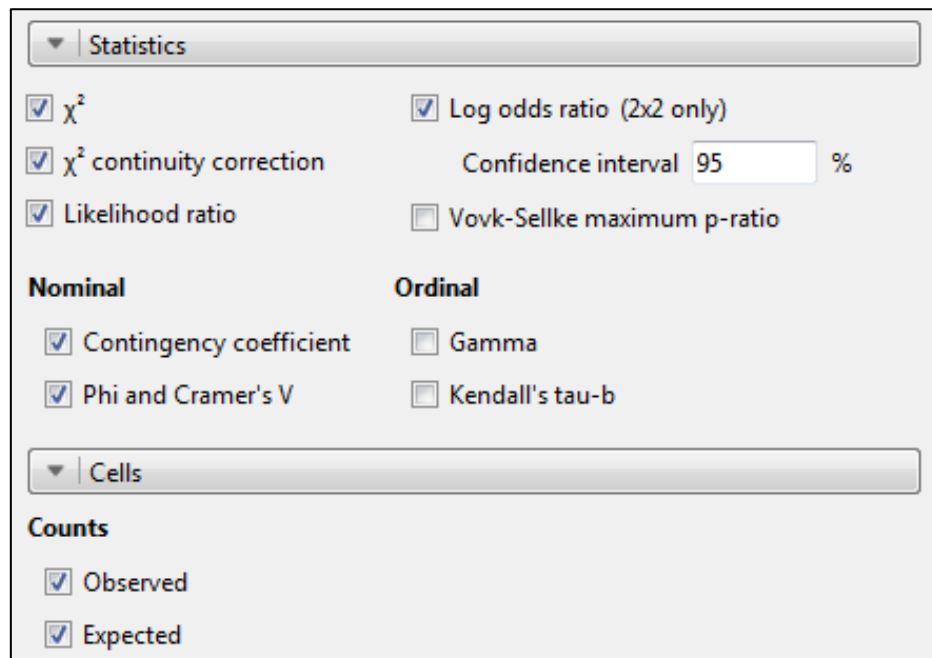 Statistics
χ² Log odds ratio (2x2 only)
χ² continuity correction Confidence interval 95 %
Likelihood ratio Vovk-Sellke maximum p-ratio
Nominal Ordinal
Contingency coefficient Gamma
Phi and Cramer's V Kendall's tau-b
Cells
Counts
Observed
Expected